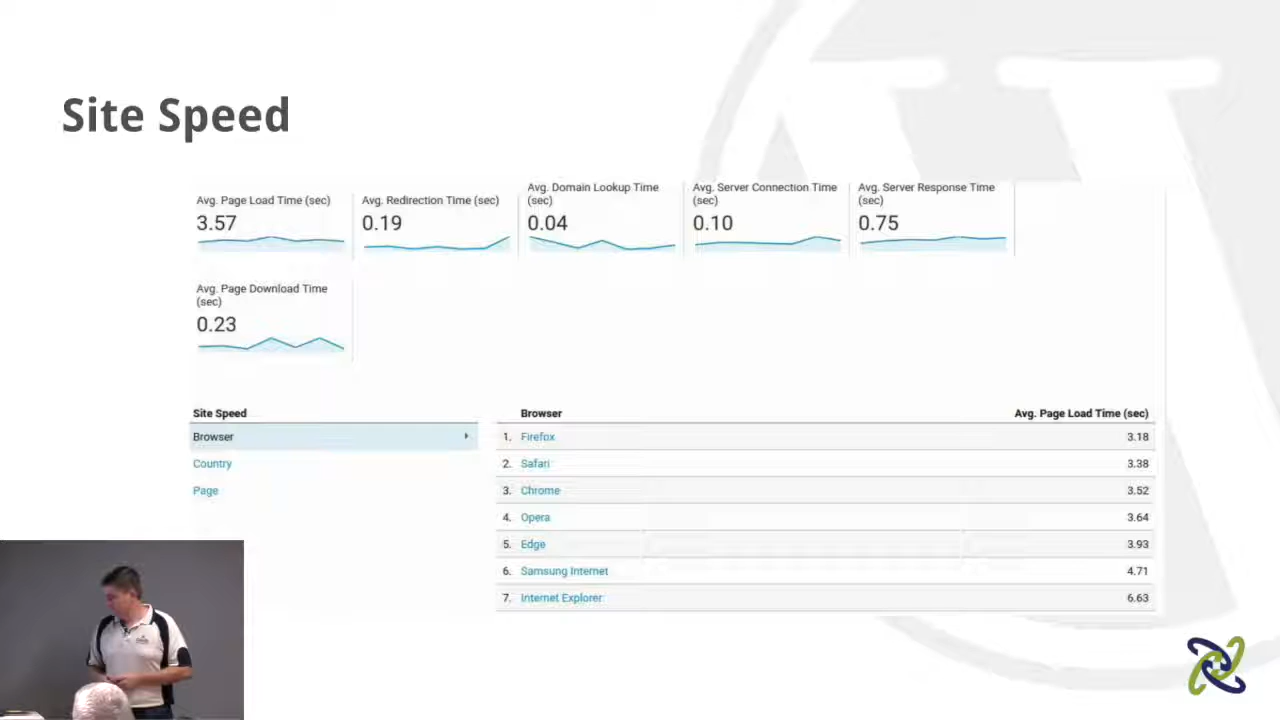 Site Speed
Avg. Page Load Time (sec)
3.57
Avg. Redirection Time (sec)
0.19
Avg. Domain Lookup Time
(sec)
0.04
Avg. Server Connection Time
(sec)
0.10
Avg. Server Response Time
(sec)
0.75
Avg. Page Download Time
(sec)
0.23
Site Speed
Browser
Country
Page
Browser Avg. Page Load Time (sec)
1. Firefox 3.18
2. Safari 3.38
3. Chrome 3.52
4. Opera 3.64
5. Edge 3.93
6. Samsung Internet 4.71
7. Internet Explorer 6.63